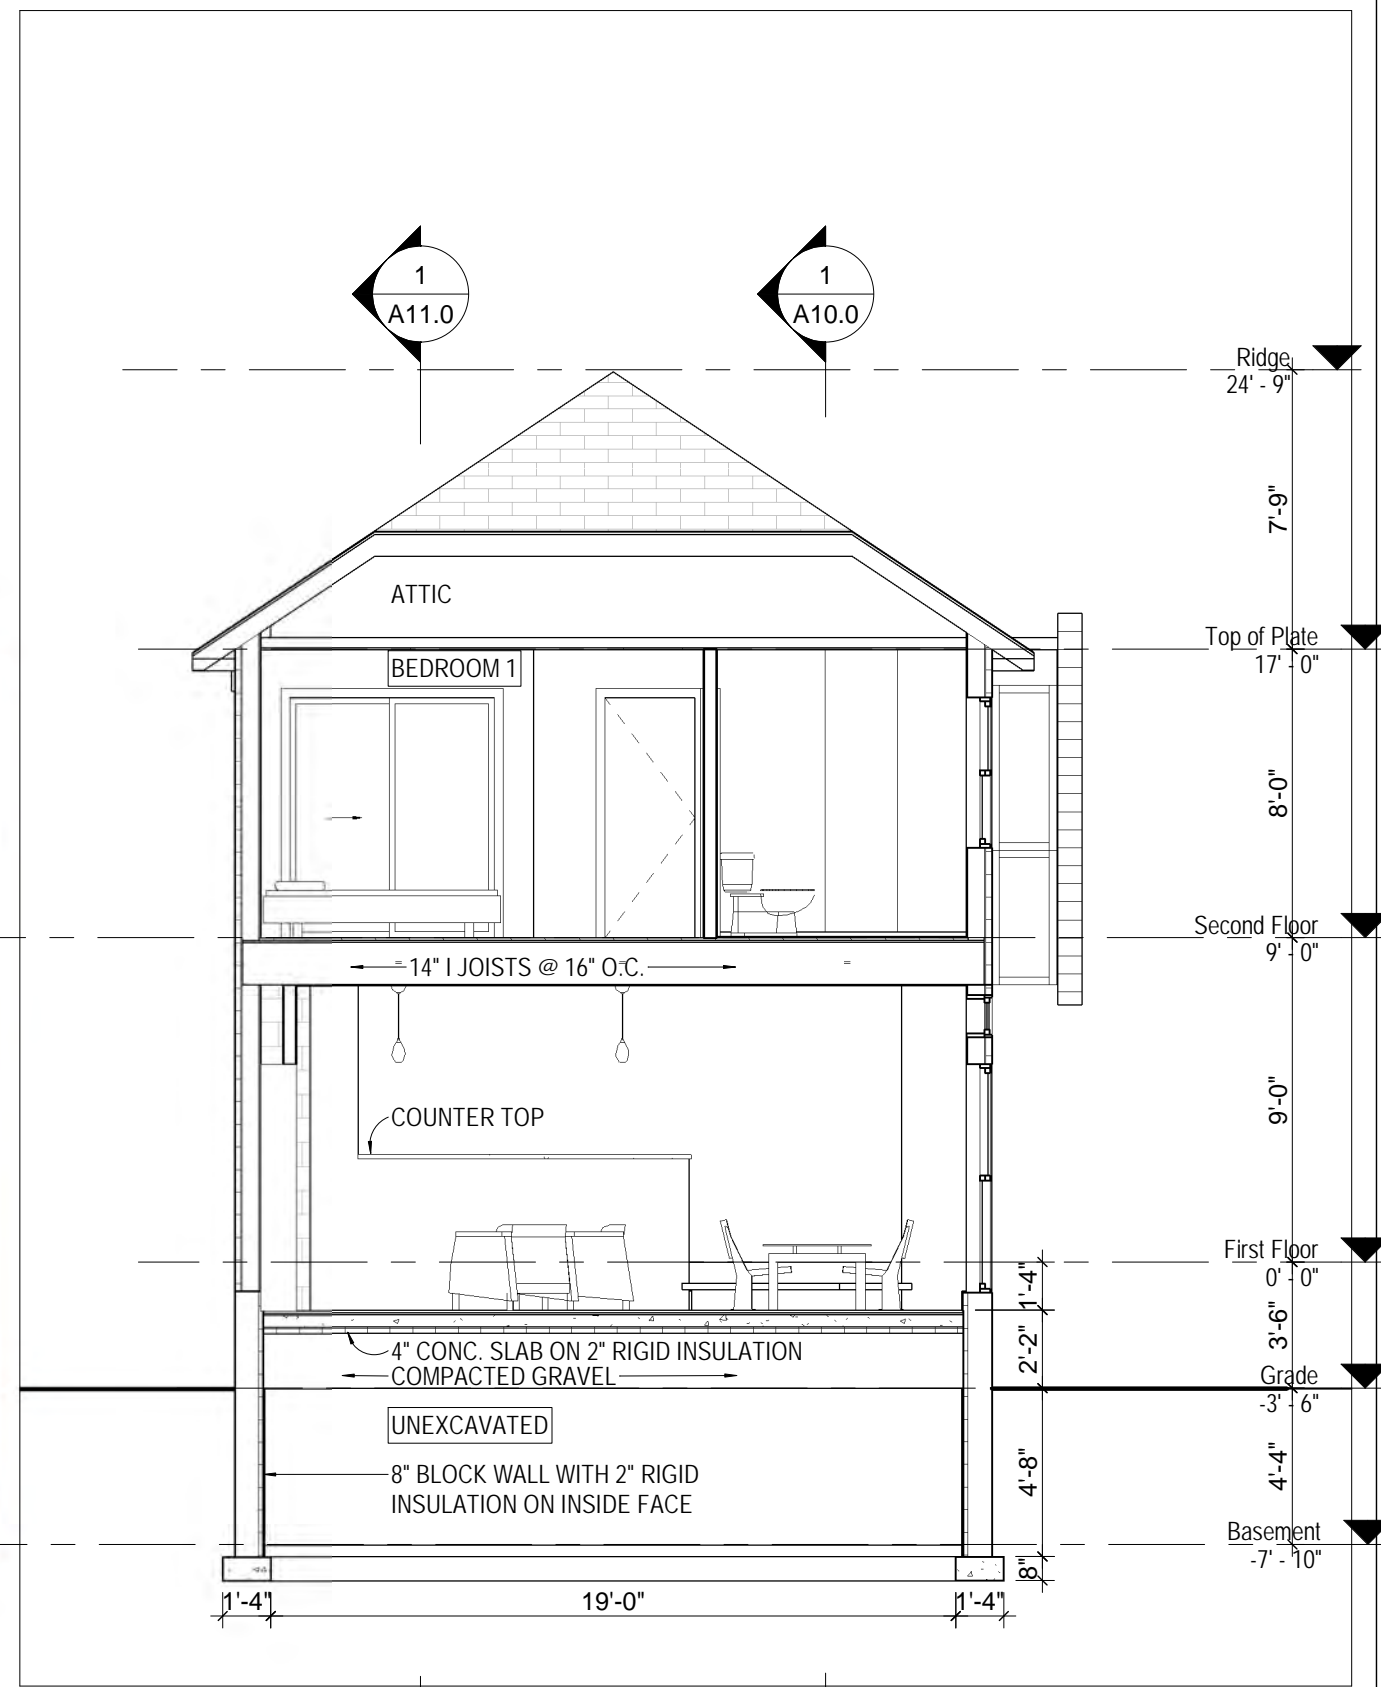 1
A11.0
1
A10.0
Ridge
24' - 9"
7'-9"
ATTIC
Top of Plate
17' - 0"
BEDROOM 1
8'-0"
Second Floor
9' - 0"
14" I JOISTS @ 16" O.C.
9'-0"
COUNTER TOP
First Floor
0' - 0"
1'-4"
3'-6"
2'-2"
4" CONC. SLAB ON 2" RIGID INSULATION
COMPACTED GRAVEL
Grade
-3' - 6"
UNEXCAVATED
4'-8"
4'-4"
8" BLOCK WALL WITH 2" RIGID
INSULATION ON INSIDE FACE
Basement
-7' - 10"
8"
1'-4"
19'-0"
1'-4"